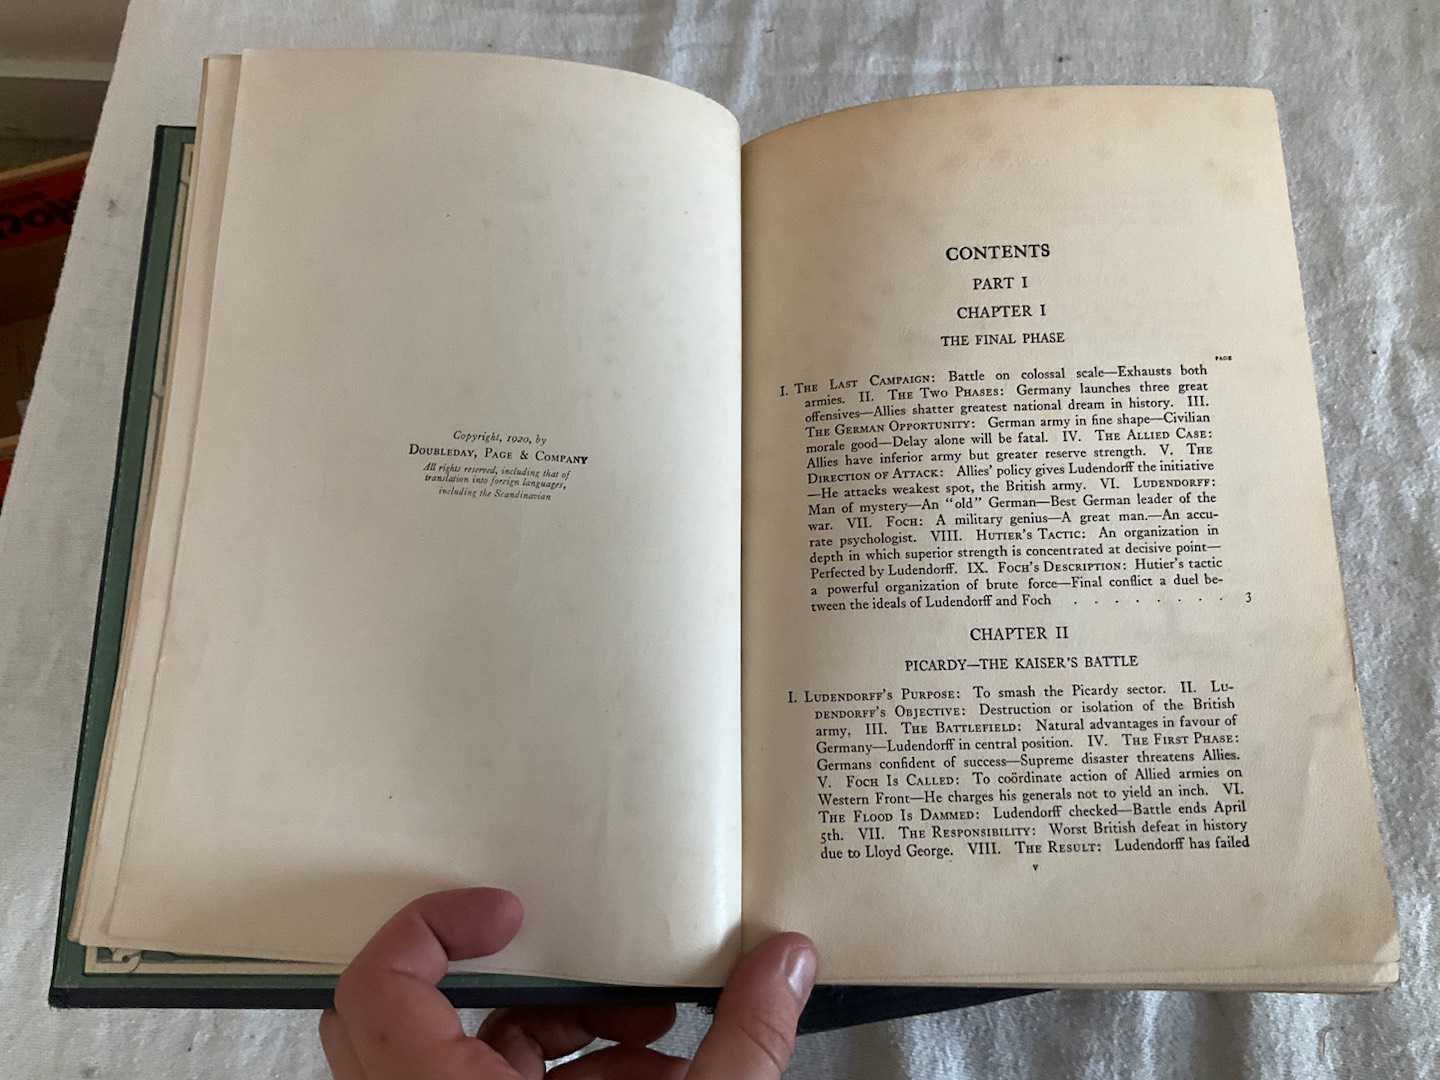 Copyright, 1920, by
DOUBLEDAY, PAGE & COMPANY
All rights reserved, including that of
translation into foreign languages,
including the Scandinavian
CONTENTS
PART I
CHAPTER I
THE FINAL PHASE
PAGE
I. THE LAST CAMPAIGN: Battle on colossal scale—Exhausts both
armies. II. THE TWO PHASES: Germany launches three great
offensives—Allies shatter greatest national dream in history. III.
THE GERMAN OPPORTUNITY: German army in fine shape—Civilian
morale good—Delay alone will be fatal. IV. THE ALLIED CASE:
Allies have inferior army but greater reserve strength. V. THE
DIRECTION OF ATTACK: Allies' policy gives Ludendorff the initiative
—He attacks weakest spot, the British army. VI. LUDENDORFF:
Man of mystery—An "old" German—Best German leader of the
war. VII. FOCH: A military genius—A great man.—An accu-
rate psychologist. VIII. HUTIER'S TACTIC: An organization in
depth in which superior strength is concentrated at decisive point—
Perfected by Ludendorff. IX. FOCH'S DESCRIPTION: Hutier's tactic
a powerful organization of brute force—Final conflict a duel be-
tween the ideals of Ludendorff and Foch . . . . . . . . 3
CHAPTER II
PICARDY—THE KAISER'S BATTLE
I. LUDENDORFF'S PURPOSE: To smash the Picardy sector. II. LU-
DENDORFF'S OBJECTIVE: Destruction or isolation of the British
army. III. THE BATTLEFIELD: Natural advantages in favour of
Germany—Ludendorff in central position. IV. THE FIRST PHASE:
Germans confident of success—Supreme disaster threatens Allies.
V. FOCH IS CALLED: To coördinate action of Allied armies on
Western Front—He charges his generals not to yield an inch. VI.
THE FLOOD IS DAMMED: Ludendorff checked—Battle ends April
5th. VII. THE RESPONSIBILITY: Worst British defeat in history
due to Lloyd George. VIII. THE RESULT: Ludendorff has failed
v